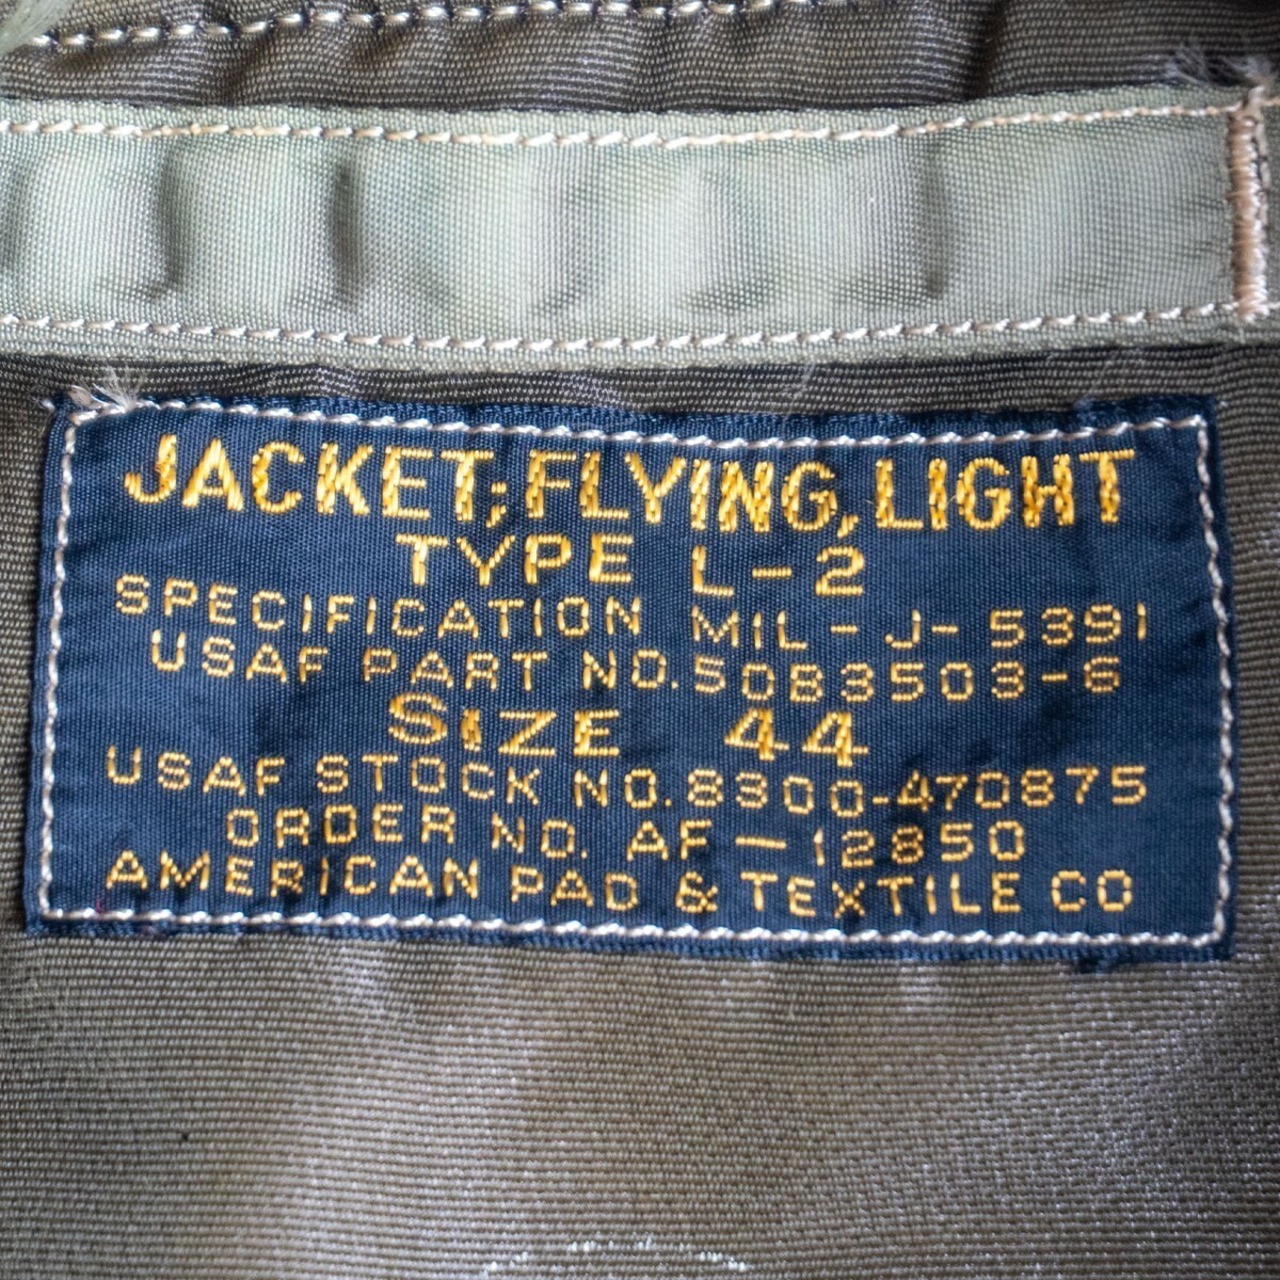 JACKET; FLYING, LIGHT
TYPE L-2
SPECIFICATION MIL-J-5391
USAF PART NO. 50B3503-6
SIZE 44
USAF STOCK NO. 8300-470875
ORDER NO. AF-12850
AMERICAN PAD & TEXTILE CO